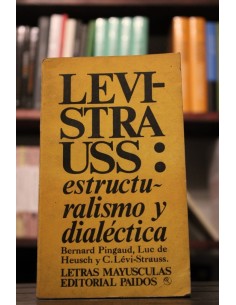 LEVI-
STRA
USS:
estructu-
ralismo y
dialéctica
Bernard Pingaud, Luc de
Heusch y C. Lévi-Strauss.
LETRAS MAYUSCULAS
EDITORIAL PAIDOS